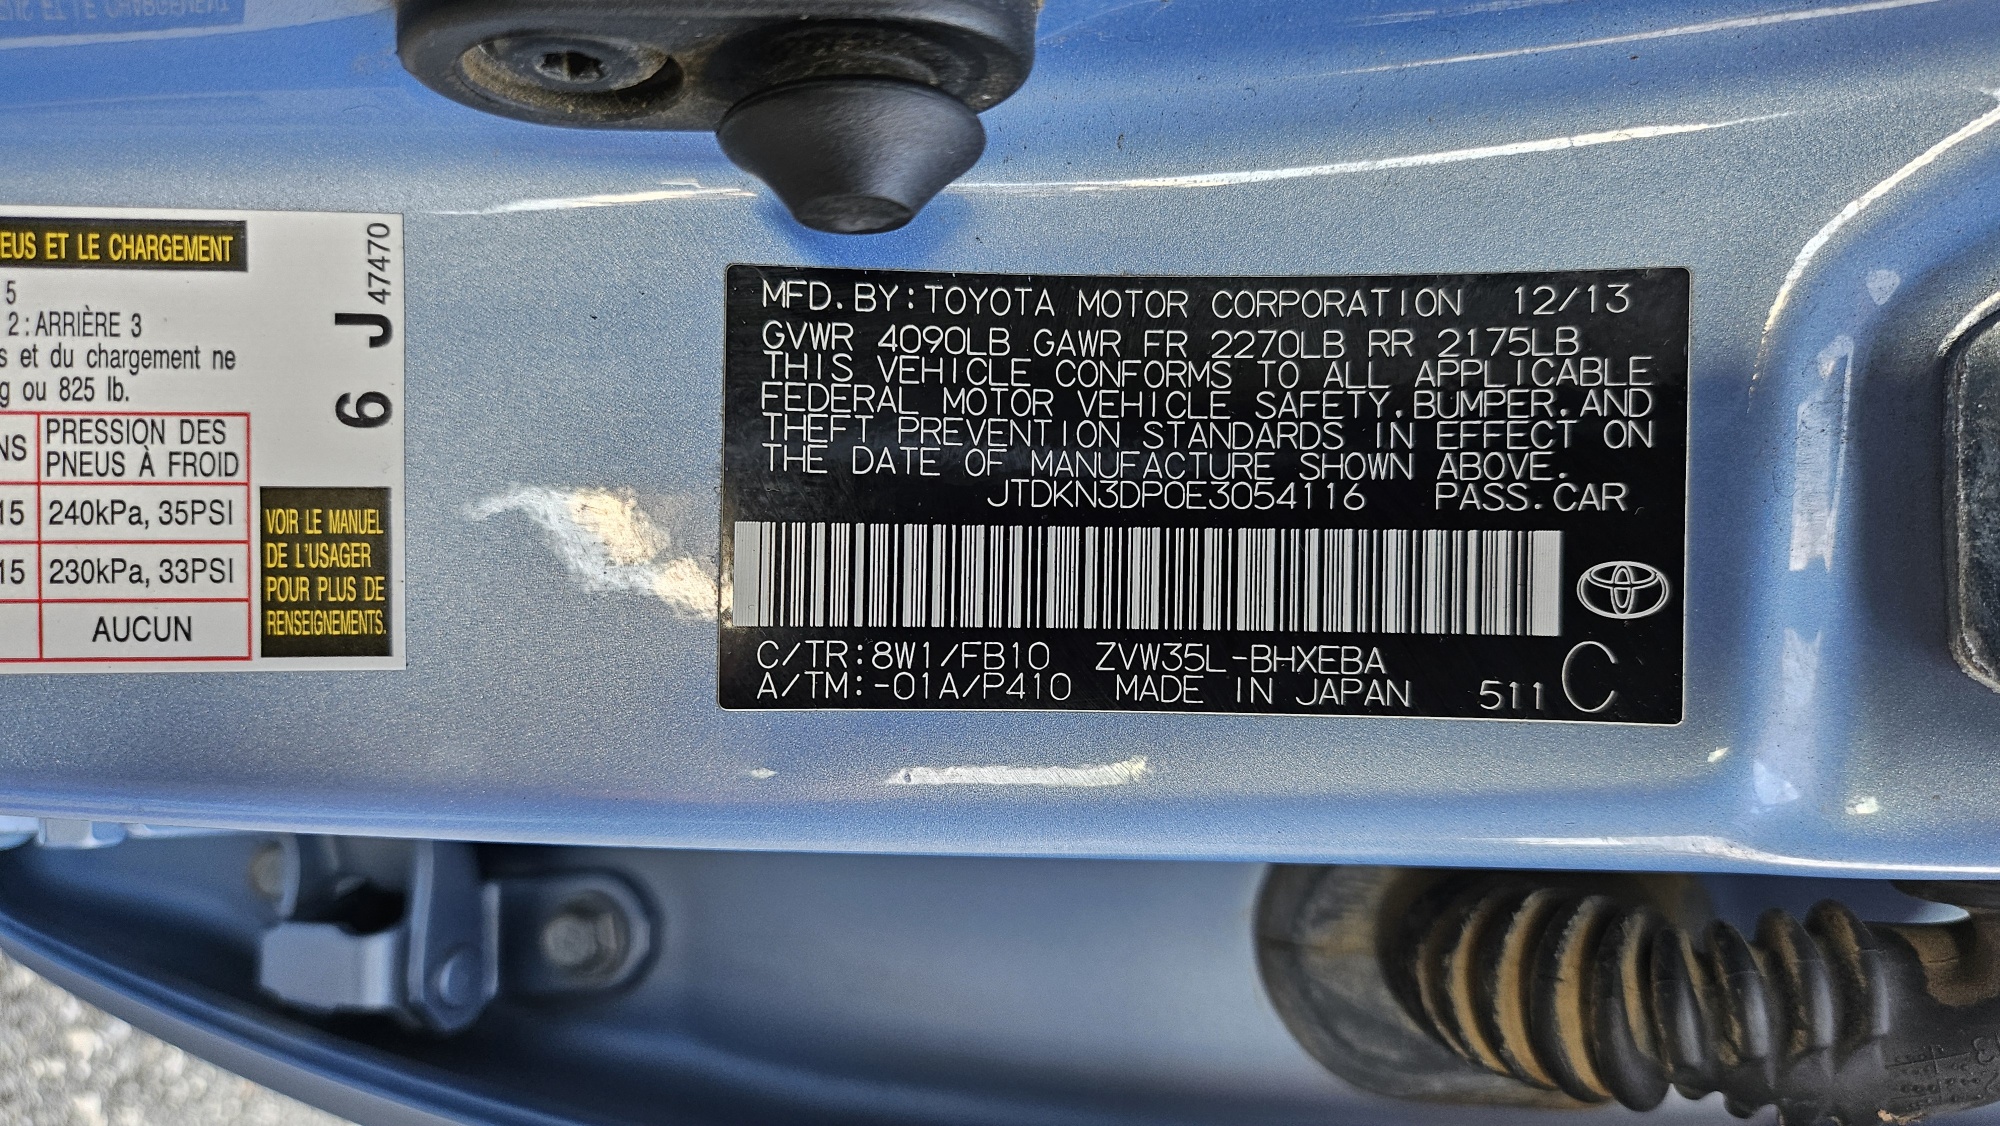 EUS ET LE CHARGEMENT
5
2:ARRIÈRE 3
s et du chargement ne
g ou 825 lb.
NS PRESSION DES
PNEUS À FROID
15 240kPa, 35PSI
15 230kPa, 33PSI
AUCUN
6 J 47470
VOIR LE MANUEL
DE L'USAGER
POUR PLUS DE
RENSEIGNEMENTS.
MFD.BY:TOYOTA MOTOR CORPORATION 12/13
GVWR 4090LB GAWR FR 2270LB RR 2175LB
THIS VEHICLE CONFORMS TO ALL APPLICABLE
FEDERAL MOTOR VEHICLE SAFETY,BUMPER,AND
THEFT PREVENTION STANDARDS IN EFFECT ON
THE DATE OF MANUFACTURE SHOWN ABOVE.
JTDKN3DP0E3054116 PASS.CAR
C/TR:8W1/FB10 ZVW35L-BHXEBA
A/TM:-01A/P410 MADE IN JAPAN 511 C